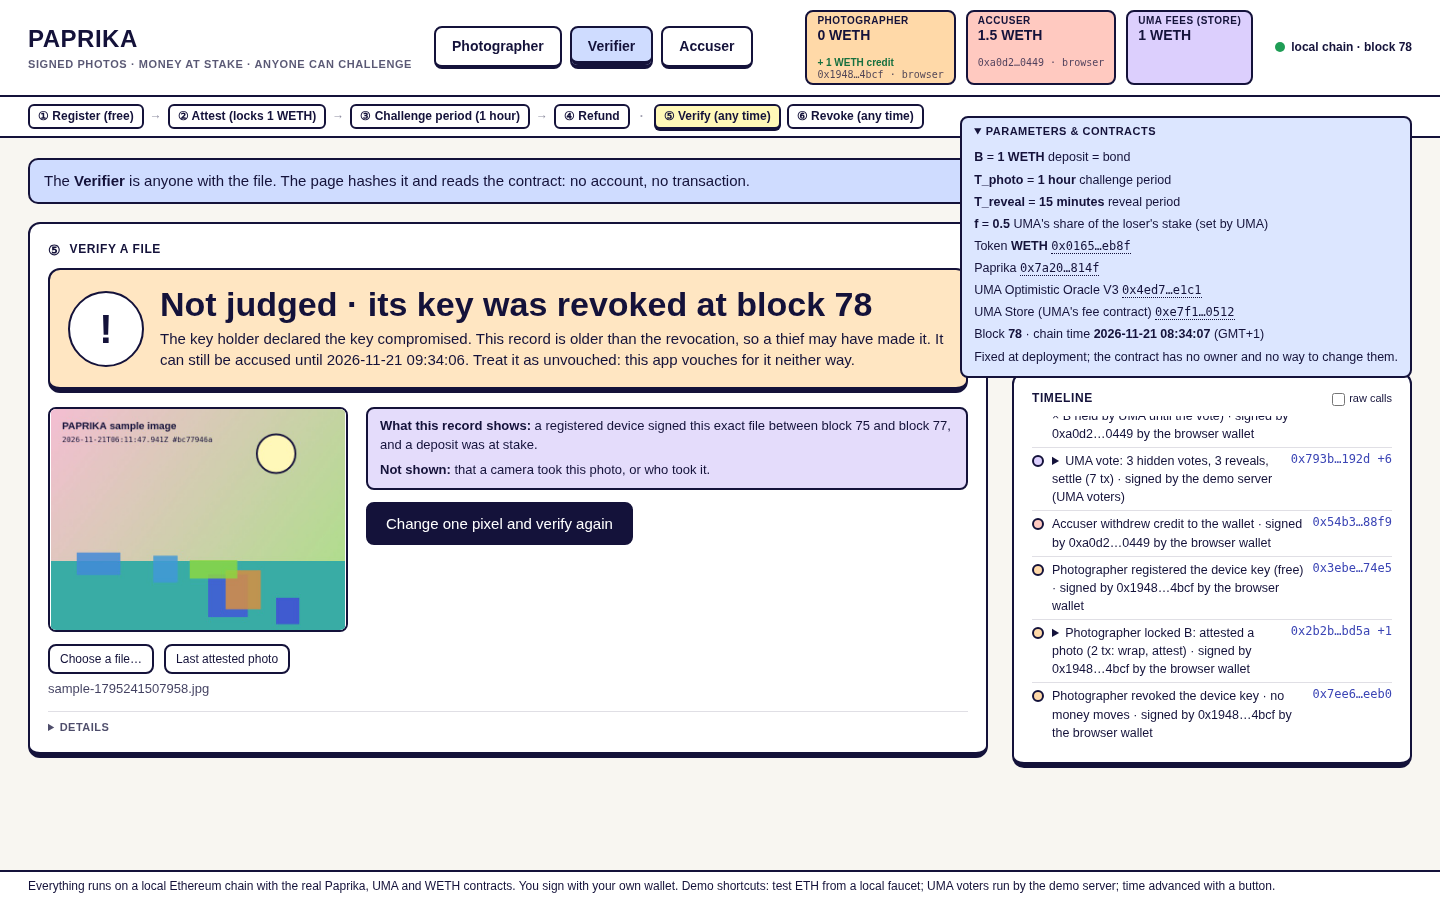 PAPRIKA
SIGNED PHOTOS · MONEY AT STAKE · ANYONE CAN CHALLENGE
Photographer
Verifier
Accuser
PHOTOGRAPHER
0 WETH
+ 1 WETH credit
0x1948…4bcf · browser
ACCUSER
1.5 WETH
0xa0d2…0449 · browser
UMA FEES (STORE)
1 WETH
local chain · block 78
① Register (free) → ② Attest (locks 1 WETH) → ③ Challenge period (1 hour) → ④ Refund · ⑤ Verify (any time) ⑥ Revoke (any time)
▼ PARAMETERS & CONTRACTS
B = 1 WETH deposit = bond
T_photo = 1 hour challenge period
T_reveal = 15 minutes reveal period
f = 0.5 UMA's share of the loser's stake (set by UMA)
Token WETH 0x0165…eb8f
Paprika 0x7a20…814f
UMA Optimistic Oracle V3 0x4ed7…e1c1
UMA Store (UMA's fee contract) 0xe7f1…0512
Block 78 · chain time 2026-11-21 08:34:07 (GMT+1)
Fixed at deployment; the contract has no owner and no way to change them.
The Verifier is anyone with the file. The page hashes it and reads the contract: no account, no transaction.
⑤ VERIFY A FILE
!
Not judged · its key was revoked at block 78
The key holder declared the key compromised. This record is older than the revocation, so a thief may have made it. It
can still be accused until 2026-11-21 09:34:06. Treat it as unvouched: this app vouches for it neither way.
PAPRIKA sample image
2026-11-21T06:11:47.941Z #bc77946a
What this record shows: a registered device signed this exact file between block 75 and block 77,
and a deposit was at stake.
Not shown: that a camera took this photo, or who took it.
Change one pixel and verify again
Choose a file…
Last attested photo
sample-1795241507958.jpg
▶ DETAILS
TIMELINE
raw calls
× B held by UMA until the vote) · signed by
0xa0d2…0449 by the browser wallet
▶ UMA vote: 3 hidden votes, 3 reveals, 0x793b…192d +6
settle (7 tx) · signed by the demo server
(UMA voters)
Accuser withdrew credit to the wallet · signed 0x54b3…88f9
by 0xa0d2…0449 by the browser wallet
Photographer registered the device key (free) 0x3ebe…74e5
· signed by 0x1948…4bcf by the browser
wallet
▶ Photographer locked B: attested a 0x2b2b…bd5a +1
photo (2 tx: wrap, attest) · signed by
0x1948…4bcf by the browser wallet
Photographer revoked the device key · no 0x7ee6…eeb0
money moves · signed by 0x1948…4bcf by
the browser wallet
Everything runs on a local Ethereum chain with the real Paprika, UMA and WETH contracts. You sign with your own wallet. Demo shortcuts: test ETH from a local faucet; UMA voters run by the demo server; time advanced with a button.